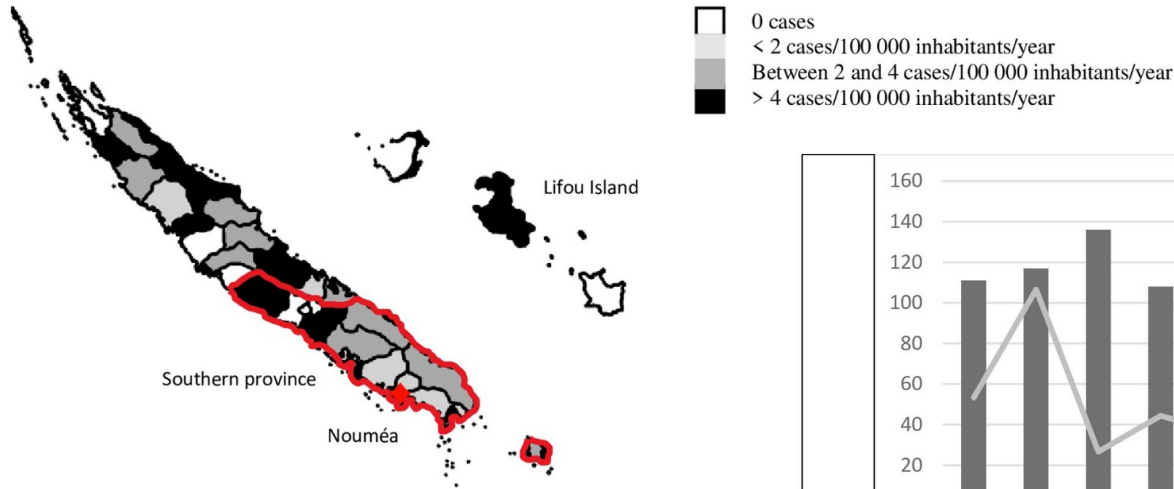 0 cases
< 2 cases/100 000 inhabitants/year
Between 2 and 4 cases/100 000 inhabitants/year
> 4 cases/100 000 inhabitants/year
Lifou Island
Southern province
Nouméa
160
140
120
100
80
60
40
20